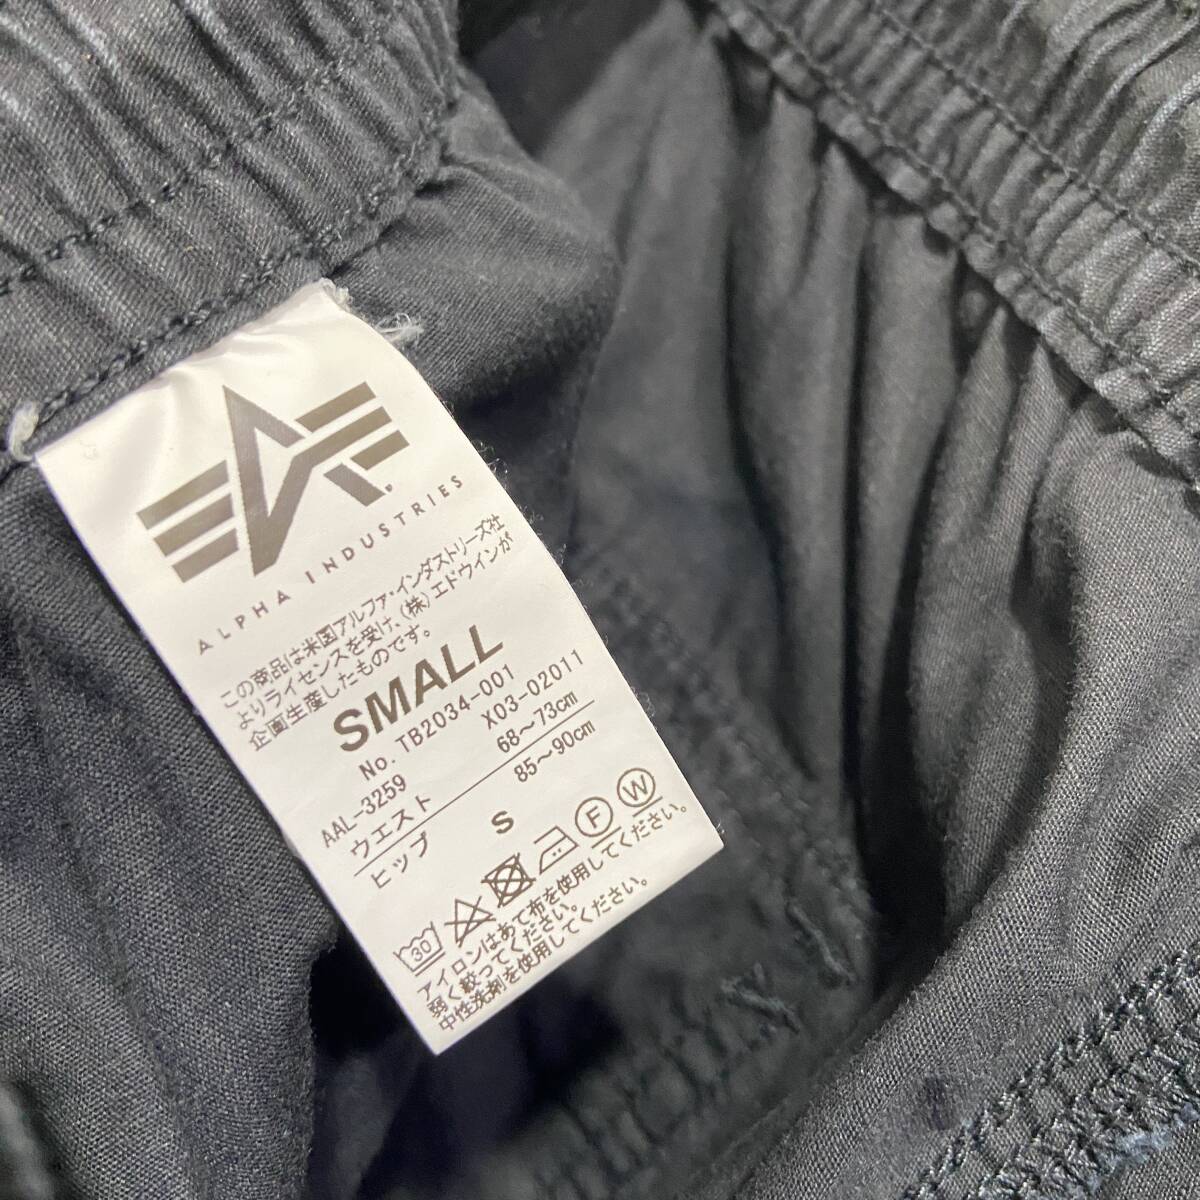 ALPHA INDUSTRIES
この商品は米国アルファ・インダストリーズ社
よりライセンスを受け、(株)エドウインが
企画生産したものです。
SMALL
No. TB2034-001
AAL-3259 X03-02011
ウエスト 68〜73cm
ヒップ 85〜90cm
S
30 F W
アイロンはあて布を使用してください。
弱く絞ってください。
中性洗剤を使用してください。